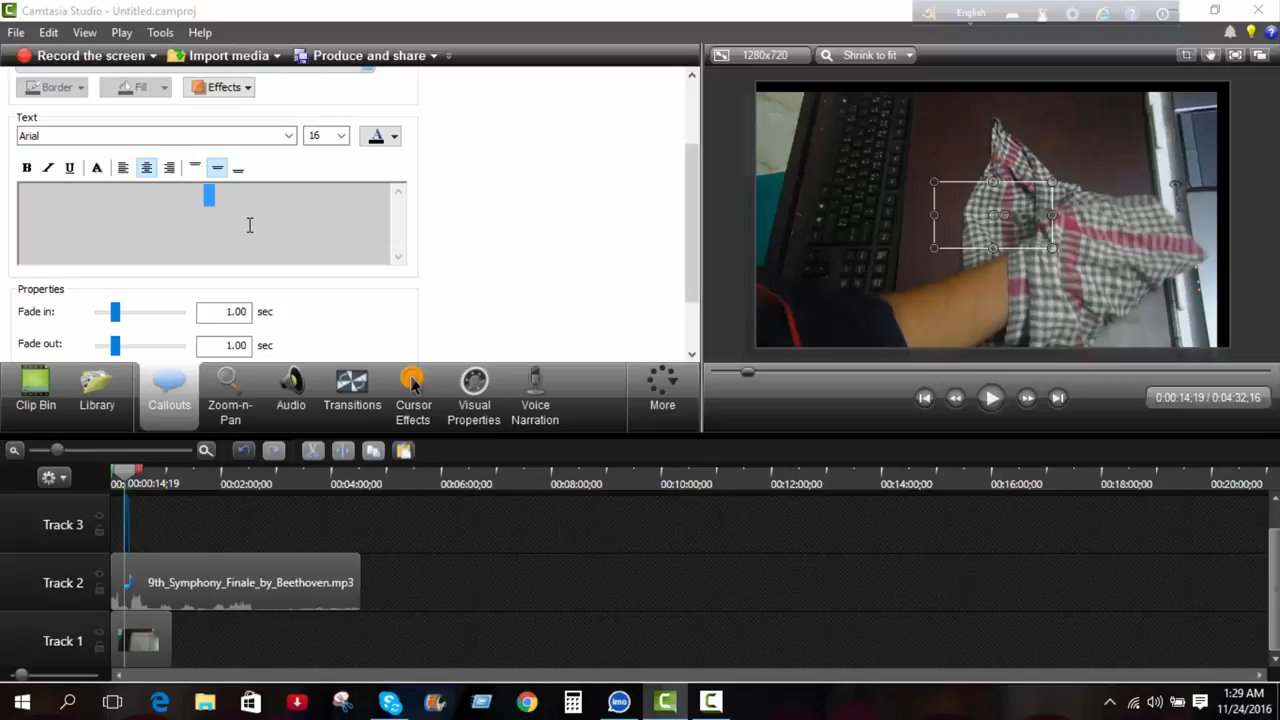 Camtasia Studio - Untitled.camproj
English
File Edit View Play Tools Help
Record the screen Import media Produce and share
1280x720 Shrink to fit
Border Fill Effects
Text
Arial 16
B I U A
Properties
Fade in: 1.00 sec
Fade out: 1.00 sec
Clip Bin Library Callouts Zoom-n-Pan Audio Transitions Cursor Effects Visual Properties Voice Narration More
0:00:14;19 / 0:04:32;16
00: 00:00:14;19 00:02:00;00 00:04:00;00 00:06:00;00 00:08:00;00 00:10:00;00 00:12:00;00 00:14:00;00 00:16:00;00 00:18:00;00 00:20:00;00
Track 3
Track 2 9th_Symphony_Finale_by_Beethoven.mp3
Track 1
imo
1:29 AM
11/24/2016